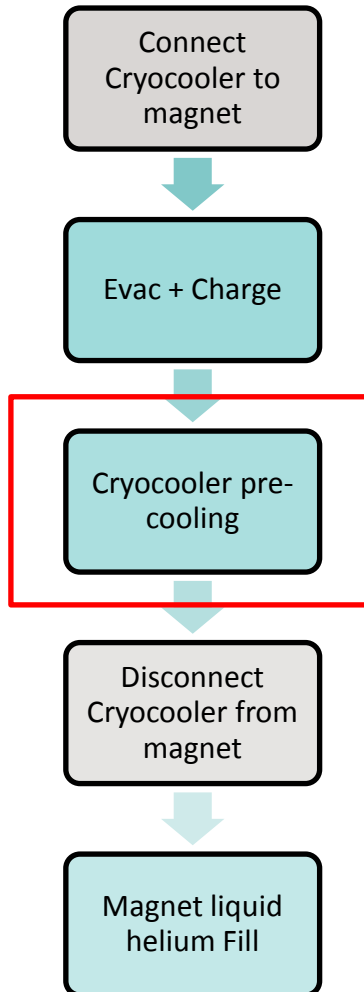 Connect
Cryocooler to
magnet
Evac + Charge
Cryocooler pre-
cooling
Disconnect
Cryocooler from
magnet
Magnet liquid
helium Fill